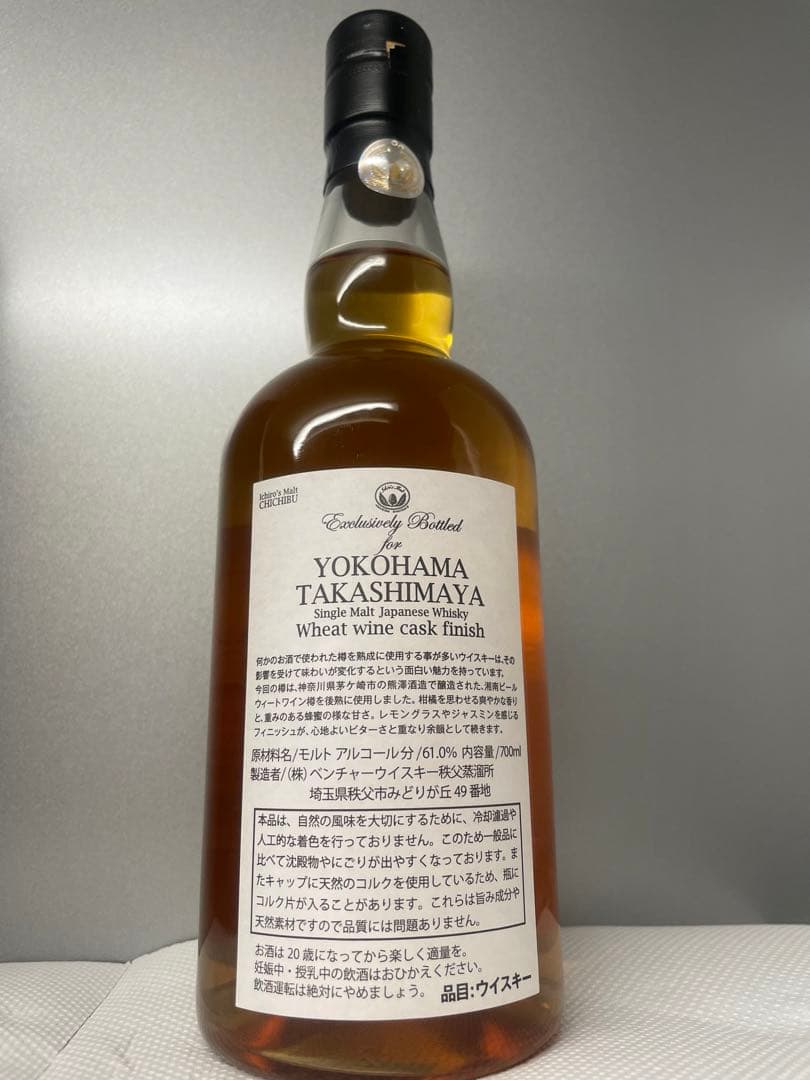 Ichiro's Malt
CHICHIBU
Exclusively Bottled
for
YOKOHAMA
TAKASHIMAYA
Single Malt Japanese Whisky
Wheat wine cask finish
何かのお酒で使われた樽を熟成に使用する事が多いウイスキーは、その
影響を受けて味わいが変化するという面白い魅力を持っています。
今回の樽は、神奈川県茅ケ崎市の熊澤酒造で醸造された、湘南ビール
ウィートワイン樽を後熟に使用しました。柑橘を思わせる爽やかな香り
と、重みのある蜂蜜の様な甘さ。レモングラスやジャスミンを感じる
フィニッシュが、心地よいビターさと重なり余韻として続きます。
原材料名/モルト アルコール分/61.0% 内容量/700ml
製造者/(株)ベンチャーウイスキー秩父蒸溜所
埼玉県秩父市みどりが丘49番地
本品は、自然の風味を大切にするために、冷却濾過や
人工的な着色を行っておりません。このため一般品に
比べて沈殿物やにごりが出やすくなっております。ま
たキャップに天然のコルクを使用しているため、瓶に
コルク片が入ることがあります。これらは旨み成分や
天然素材ですので品質には問題ありません。
お酒は20歳になってから楽しく適量を。
妊娠中・授乳中の飲酒はおひかえください。
飲酒運転は絶対にやめましょう。 品目:ウイスキー